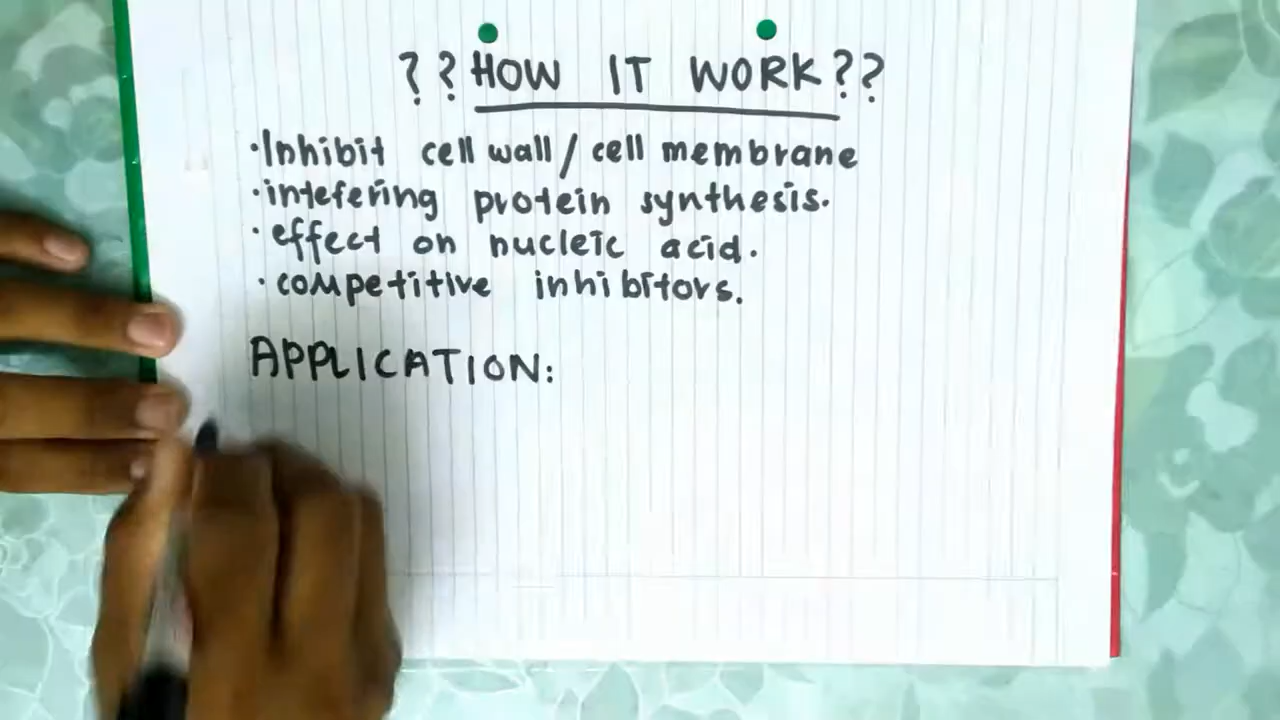 ??HOW IT WORK??
·Inhibit cell wall/cell membrane
·intefering protein synthesis.
·effect on nucleic acid.
·competitive inhibitors.
APPLICATION: